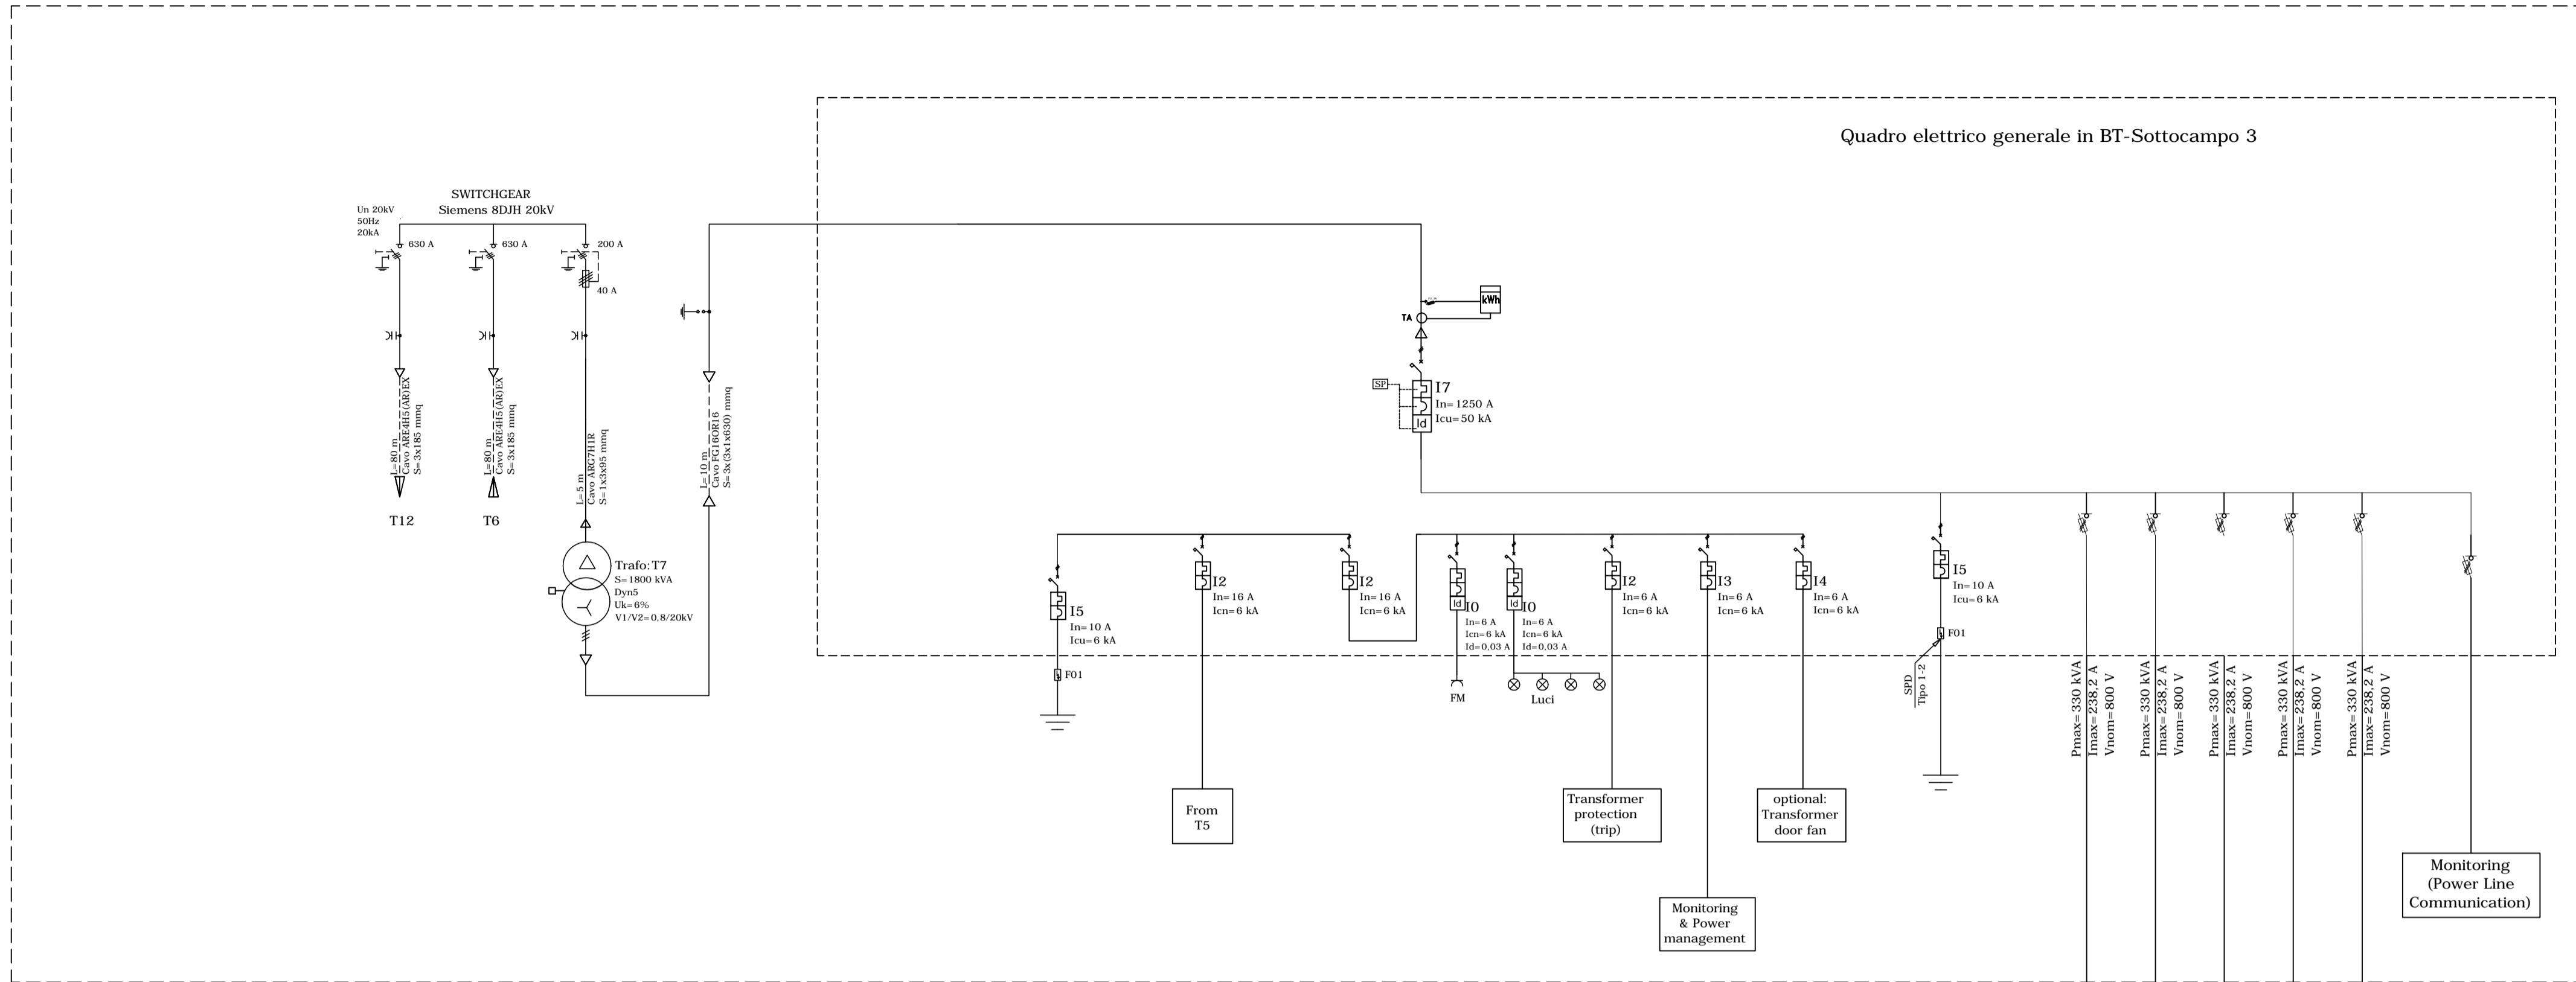 Quadro elettrico generale in BT-Sottocampo 3
SWITCHGEAR
Siemens 8DJH 20kV
Un 20kV
50Hz
20kA
630 A
630 A
200 A
40 A
L=80 m
Cavo ARE4H5(AR)EX
S=3x185 mmq
T12
L=80 m
Cavo ARE4H5(AR)EX
S=3x185 mmq
T6
L=5 m
Cavo ARG7H1R
S=1x3x95 mmq
Trafo:T7
S=1800 kVA
Dyn5
Uk=6%
V1/V2=0,8/20kV
L=10 m
Cavo FG16OR16
S=3x(3x1x630) mmq
kWh
TA
SP
Id
I7
In=1250 A
Icu=50 kA
I5
In=10 A
Icu=6 kA
F01
I2
In=16 A
Icn=6 kA
From
T5
I2
In=16 A
Icn=6 kA
Id
I0
In=6 A
Icn=6 kA
Id=0,03 A
FM
Id
I0
In=6 A
Icn=6 kA
Id=0,03 A
Luci
I2
In=6 A
Icn=6 kA
Transformer
protection
(trip)
I3
In=6 A
Icn=6 kA
Monitoring
& Power
management
I4
In=6 A
Icn=6 kA
optional:
Transformer
door fan
I5
In=10 A
Icu=6 kA
F01
SPD
Tipo 1-2
Pmax=330 kVA
Imax=238,2 A
Vnom=800 V
Pmax=330 kVA
Imax=238,2 A
Vnom=800 V
Pmax=330 kVA
Imax=238,2 A
Vnom=800 V
Pmax=330 kVA
Imax=238,2 A
Vnom=800 V
Pmax=330 kVA
Imax=238,2 A
Vnom=800 V
Monitoring
(Power Line
Communication)